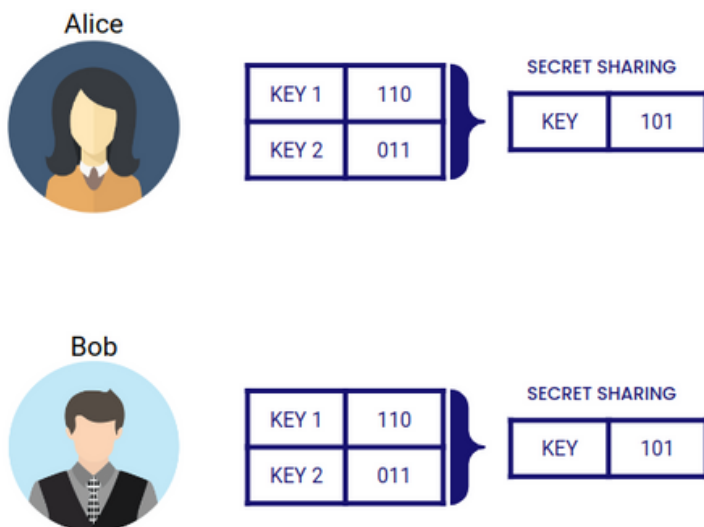 Alice
SECRET SHARING
KEY 1 110
KEY 101
KEY 2 011
Bob
SECRET SHARING
KEY 1 110
KEY 101
KEY 2 011